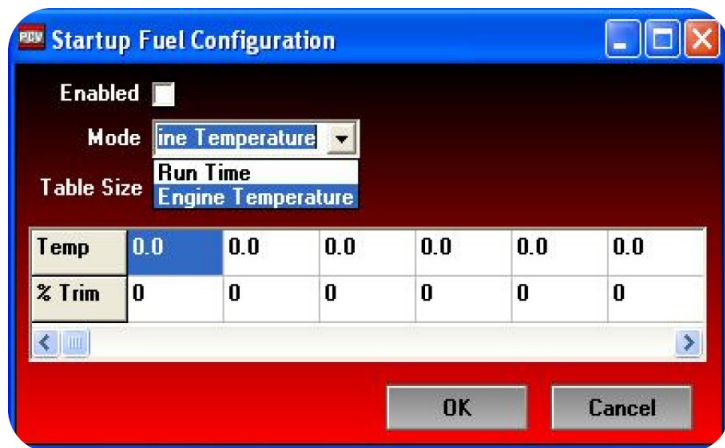 PCV Startup Fuel Configuration
Enabled
Mode ine Temperature
Run Time
Table Size Engine Temperature
Temp 0.0 0.0 0.0 0.0 0.0 0.0
% Trim 0 0 0 0 0 0
OK Cancel